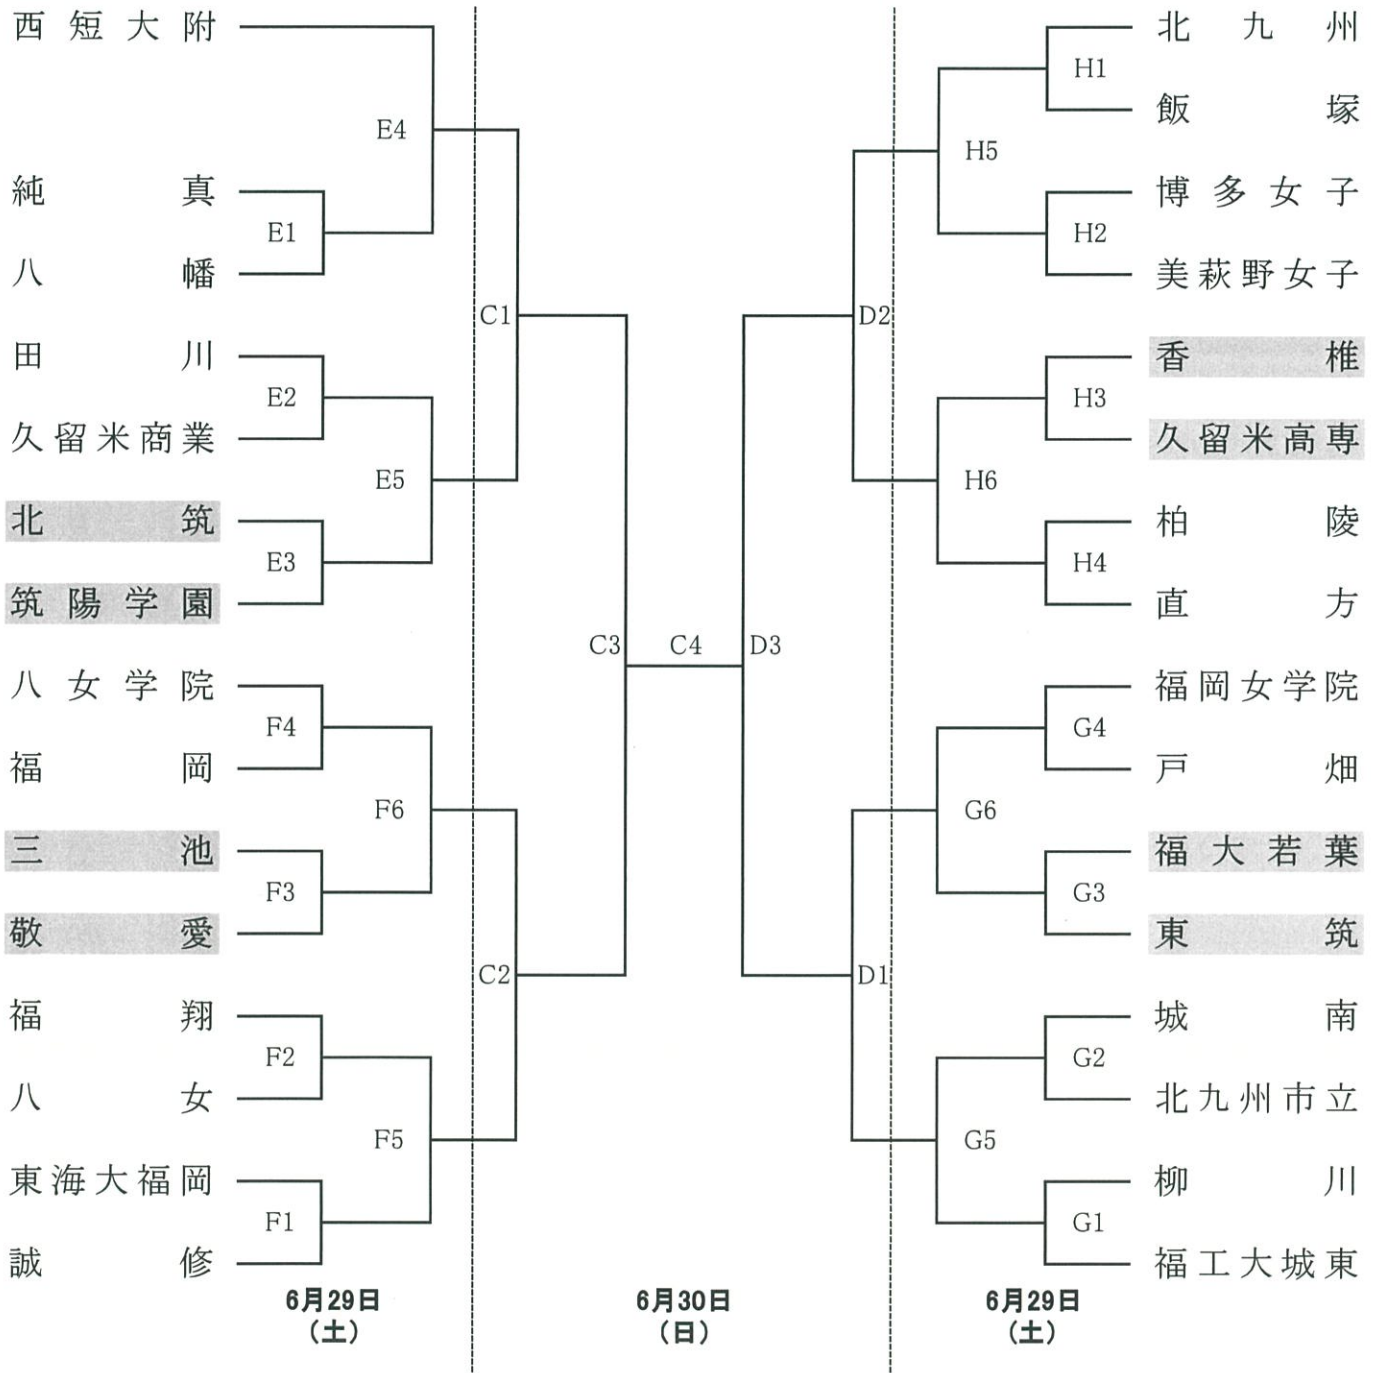 西短大附
E4
純真
E1
八幡
C1
田川
E2
久留米商業
E5
北筑
E3
筑陽学園
C3
八女学院
F4
福岡
F6
三池
F3
敬愛
C2
福翔
F2
八女
F5
東海大福岡
F1
誠修
6月29日
(土)
C4
6月30日
(日)
北九州
H1
飯塚
H5
博多女子
H2
美萩野女子
D2
香椎
H3
久留米高専
H6
柏陵
H4
直方
D3
福岡女学院
G4
戸畑
G6
福大若葉
G3
東筑
D1
城南
G2
北九州市立
G5
柳川
G1
福工大城東
6月29日
(土)